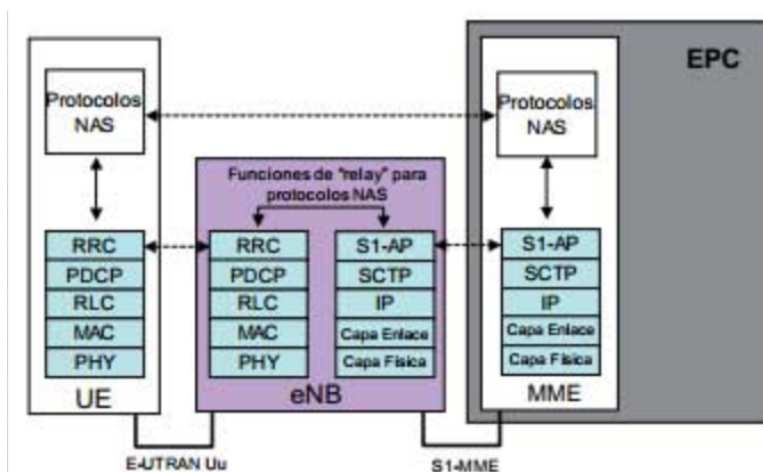 EPC
Protocolos
NAS
Protocolos
NAS
Funciones de "relay" para
protocolos NAS
RRC
PDCP
RLC
MAC
PHY
UE
RRC
PDCP
RLC
MAC
PHY
S1-AP
SCTP
IP
Capa Enlace
Capa Física
eNB
S1-AP
SCTP
IP
Capa Enlace
Capa Física
MME
E-UTRAN Uu
S1-MME